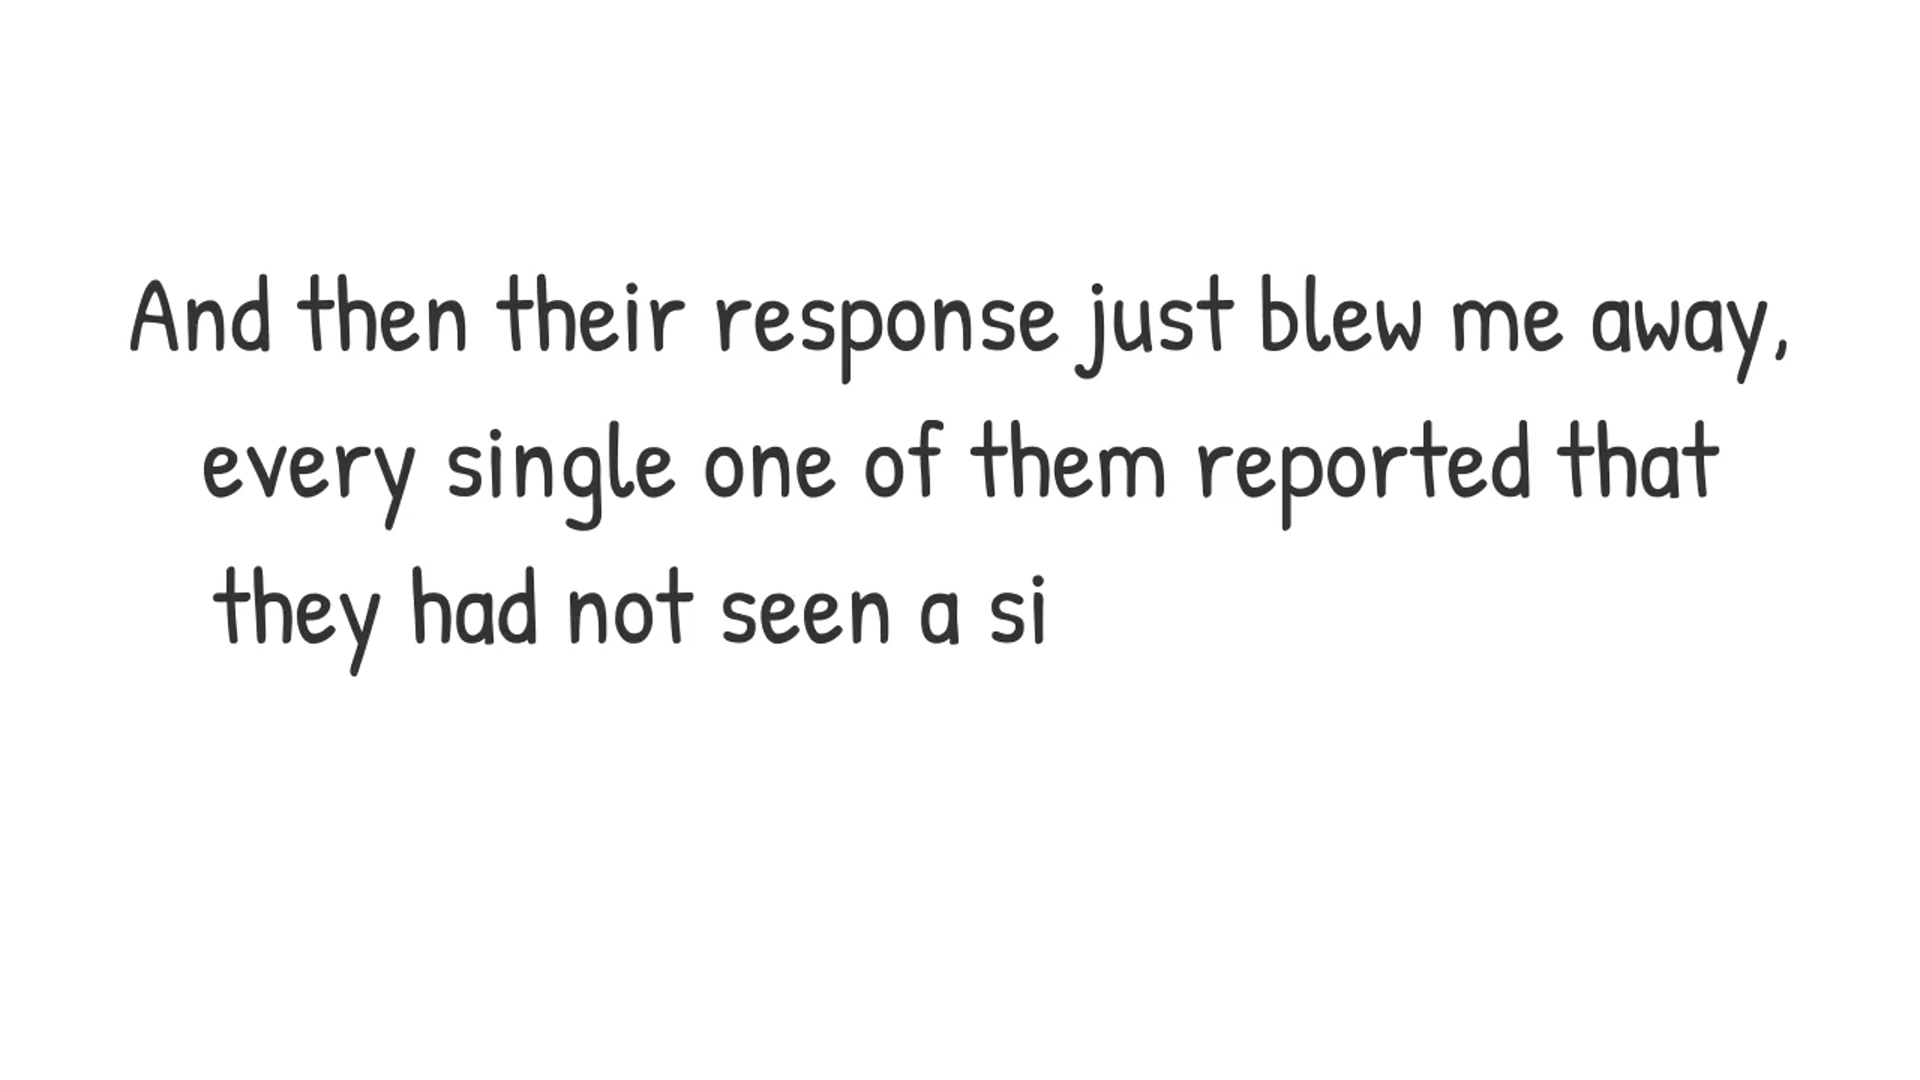 And then their response just blew me away,
every single one of them reported that
they had not seen a si